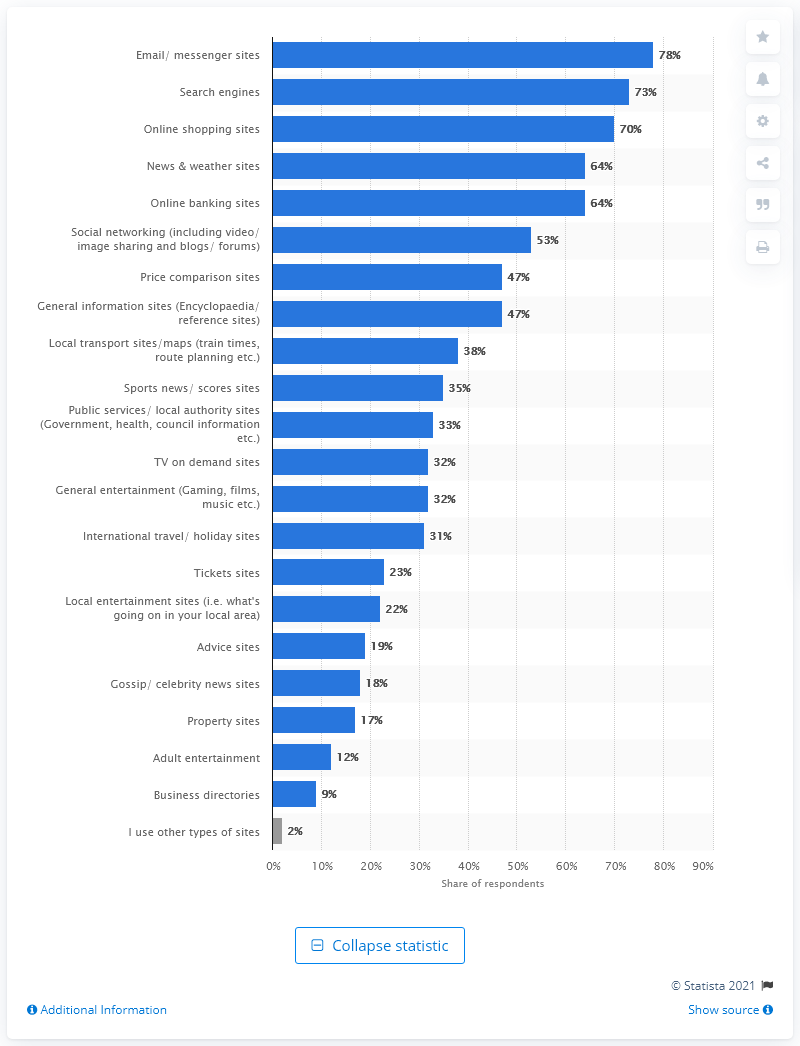 Email/ messenger sites 78%
Search engines 73%
Online shopping sites 70%
News & weather sites 64%
Online banking sites 64%
Social networking (including video/
image sharing and blogs/ forums) 53%
Price comparison sites 47%
General information sites (Encyclopaedia/
reference sites) 47%
Local transport sites/maps (train times,
route planning etc.) 38%
Sports news/ scores sites 35%
Public services/ local authority sites
(Government, health, council information
etc.) 33%
TV on demand sites 32%
General entertainment (Gaming, films,
music etc.) 32%
International travel/ holiday sites 31%
Tickets sites 23%
Local entertainment sites (i.e. what's
going on in your local area) 22%
Advice sites 19%
Gossip/ celebrity news sites 18%
Property sites 17%
Adult entertainment 12%
Business directories 9%
I use other types of sites 2%
0% 10% 20% 30% 40% 50% 60% 70% 80% 90%
Share of respondents
Collapse statistic
© Statista 2021
Additional Information Show source